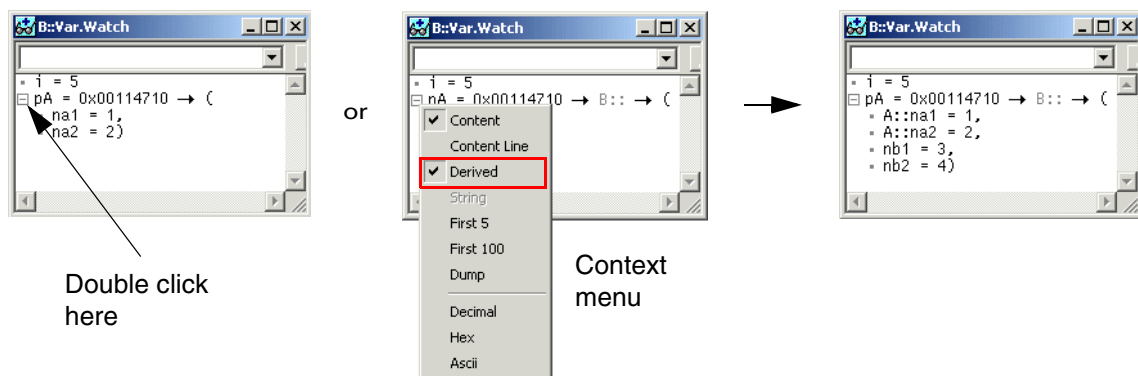 B::Var.Watch
i = 5
pA = 0x00114710 → (
na1 = 1,
na2 = 2)
Double click
here
or
B::Var.Watch
i = 5
pA = 0x00114710 → B:: → (
Content
Content Line
Derived
String
First 5
First 100
Dump
Decimal
Hex
Ascii
Context
menu
B::Var.Watch
i = 5
pA = 0x00114710 → B:: → (
A::na1 = 1,
A::na2 = 2,
nb1 = 3,
nb2 = 4)